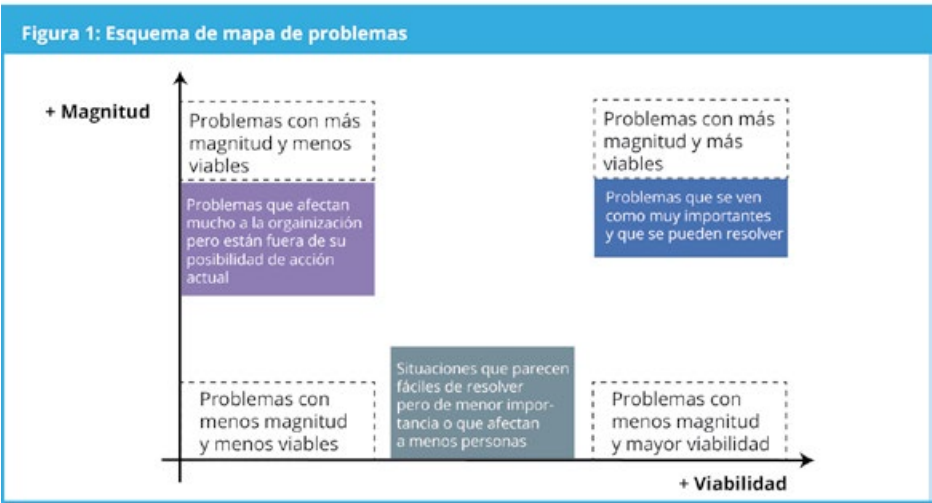 Figura 1: Esquema de mapa de problemas
+ Magnitud
Problemas con más
magnitud y menos
viables
Problemas que afectan
mucho a la orgainización
pero están fuera de su
posibilidad de acción
actual
Problemas con más
magnitud y más
viables
Problemas que se ven
como muy importantes
y que se pueden resolver
Problemas con
menos magnitud
y menos viables
Situaciones que parecen
fáciles de resolver
pero de menor impor-
tancia o que afectan
a menos personas
Problemas con
menos magnitud
y mayor viabilidad
+ Viabilidad